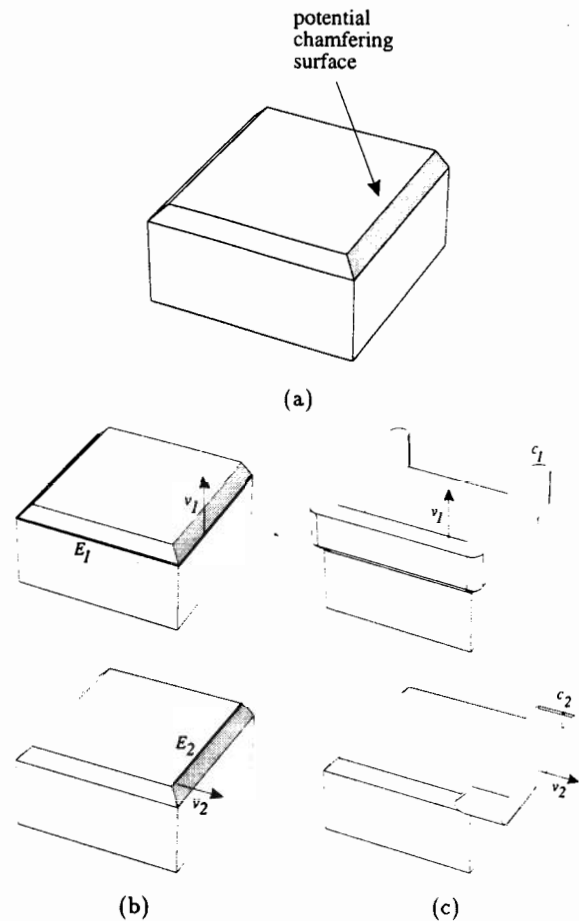 potential
chamfering
surface
(a)
v1
E1
c1
v1
E2
v2
c2
v2
(b)
(c)